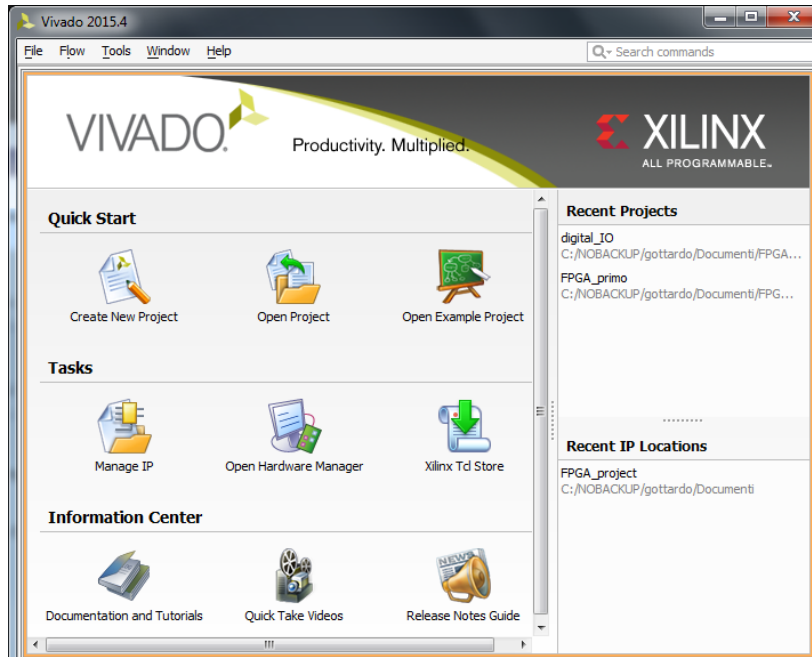 Vivado 2015.4
File Flow Tools Window Help
Search commands
VIVADO.
Productivity. Multiplied.
XILINX
ALL PROGRAMMABLE™
Quick Start
Create New Project
Open Project
Open Example Project
Tasks
Manage IP
Open Hardware Manager
Xilinx Tcl Store
Information Center
NEWS
Documentation and Tutorials
Quick Take Videos
Release Notes Guide
Recent Projects
digital_IO
C:/NOBACKUP/gottardo/Documenti/FPGA...
FPGA_primo
C:/NOBACKUP/gottardo/Documenti/FPG...
Recent IP Locations
FPGA_project
C:/NOBACKUP/gottardo/Documenti